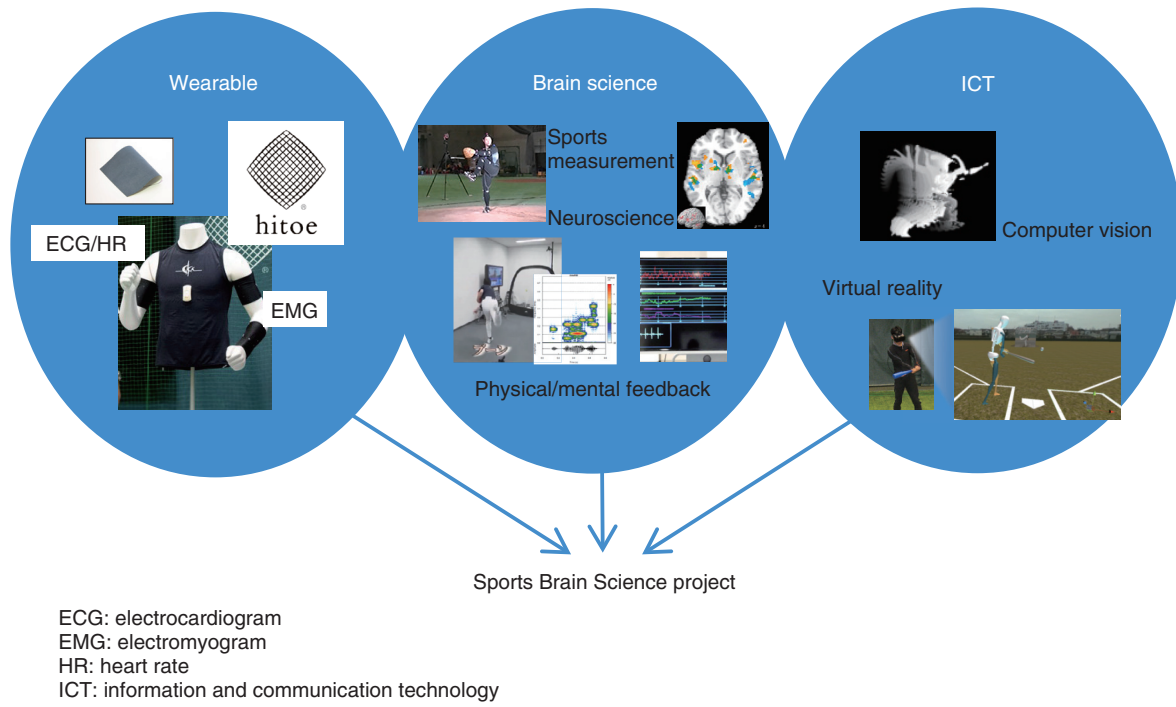 Wearable
hitoe
®
ECG/HR
EMG
Brain science
Sports
measurement
Neuroscience
Physical/mental feedback
ICT
Computer vision
Virtual reality
Sports Brain Science project
ECG: electrocardiogram
EMG: electromyogram
HR: heart rate
ICT: information and communication technology